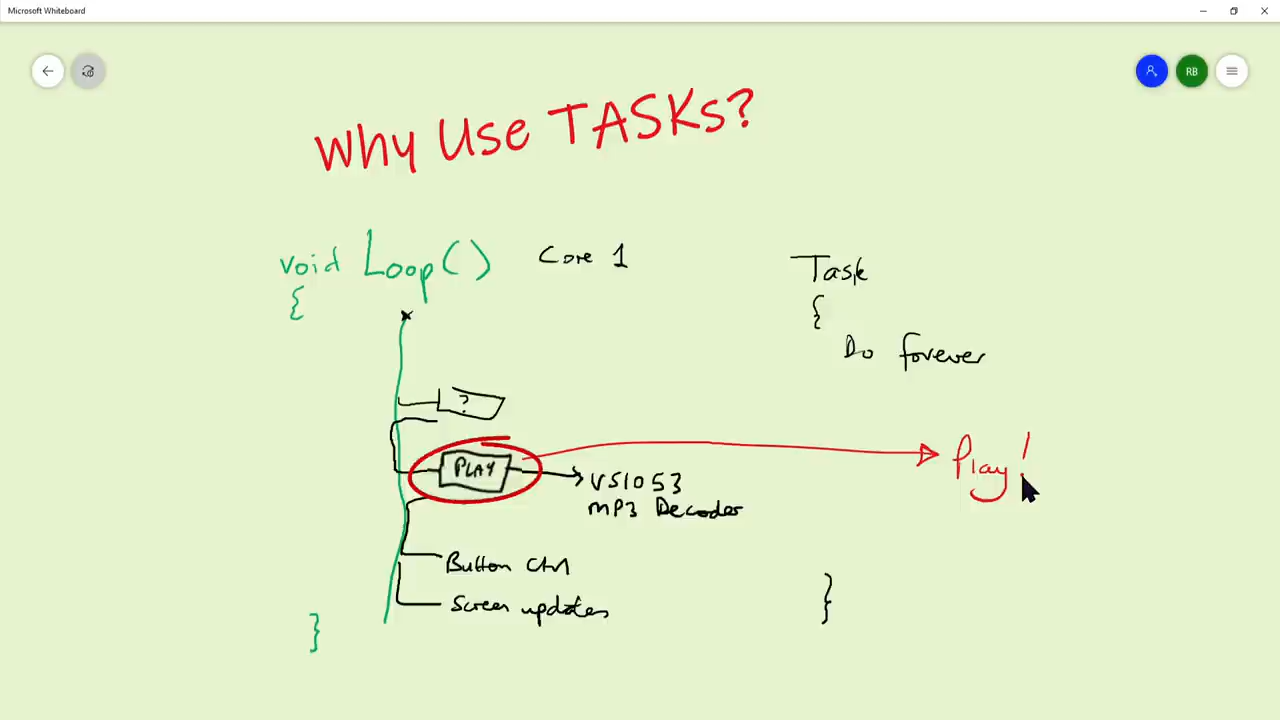 Microsoft Whiteboard
RB
Why Use TASKs?
void Loop() Core 1
{
Task
{
Do forever
?
PLAY
VS1053
MP3 Decoder
Play!
Button Ctrl
Screen updates
}
}